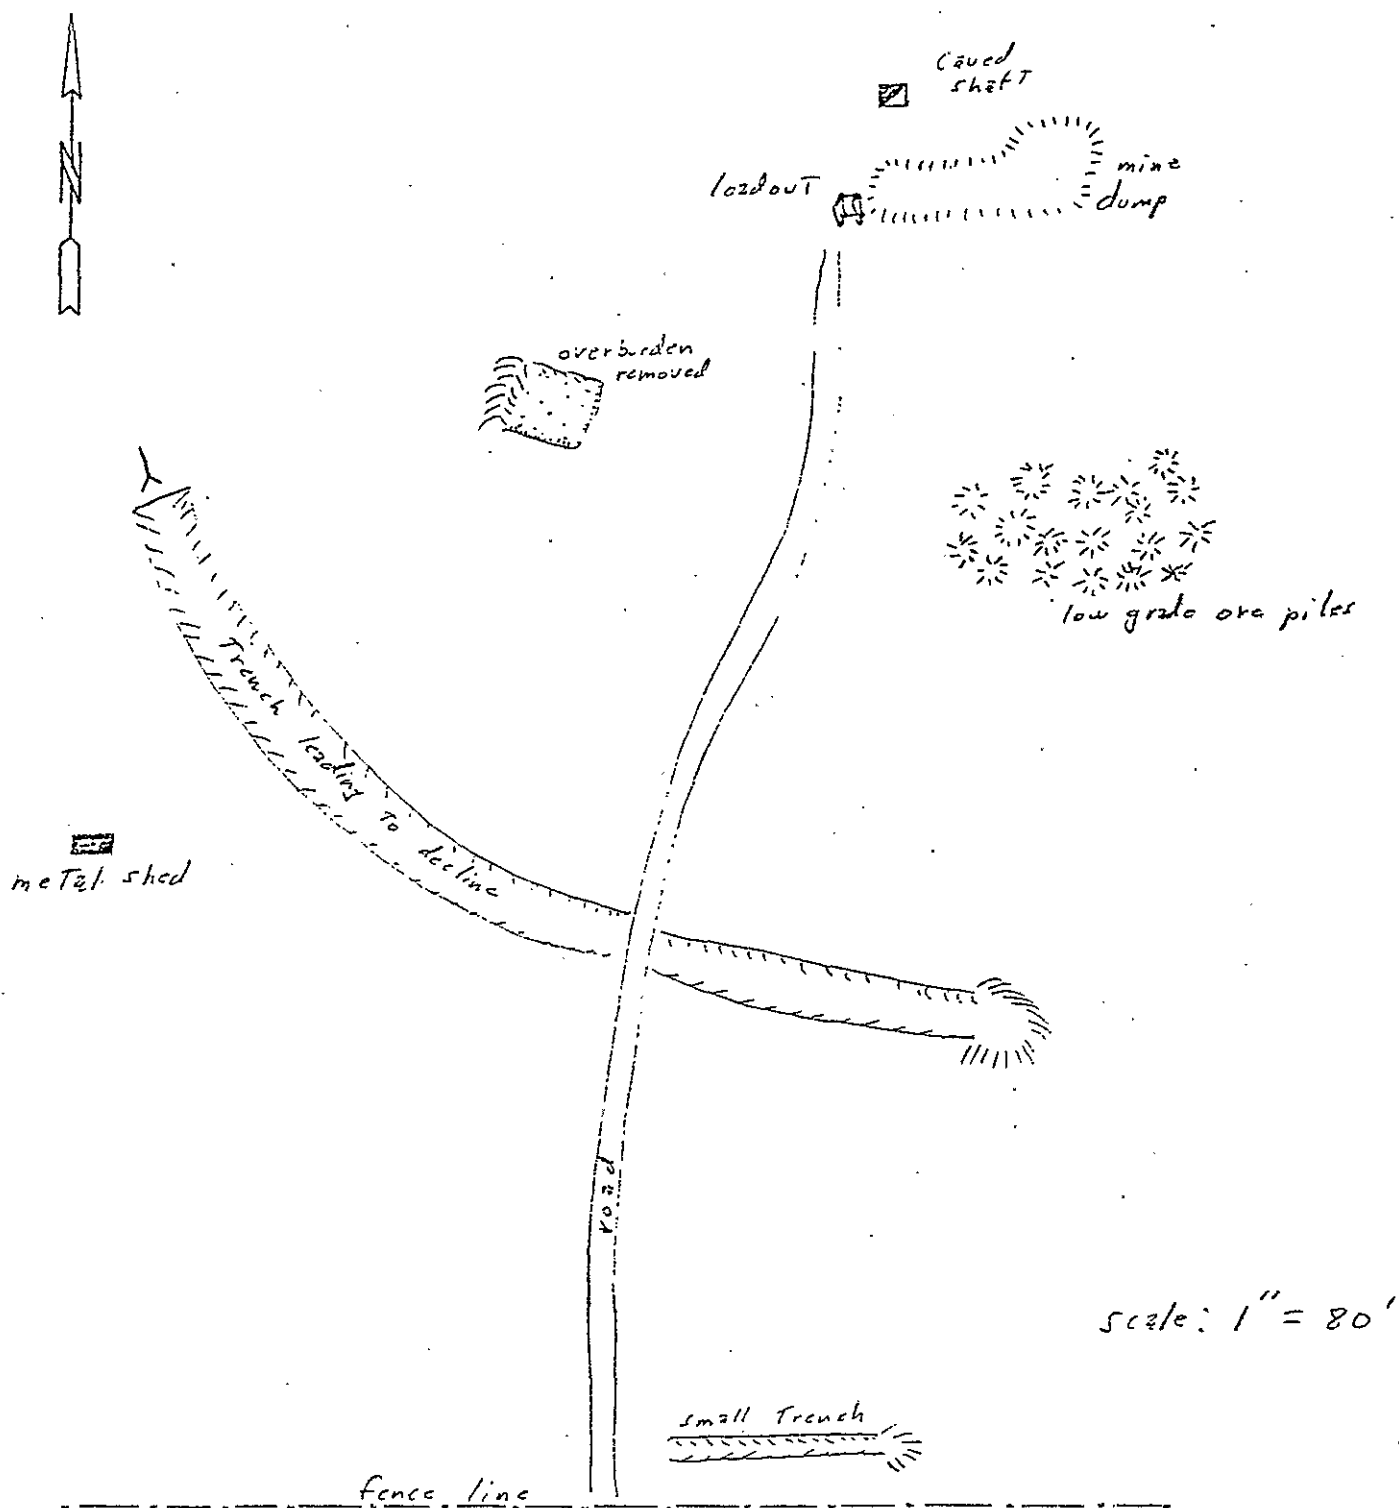 N
caved
shaft
loadout
mine
dump
overburden
removed
low grade ore piles
Trench leading To decline
metal shed
road
scale: 1" = 80'
small Trench
fence line